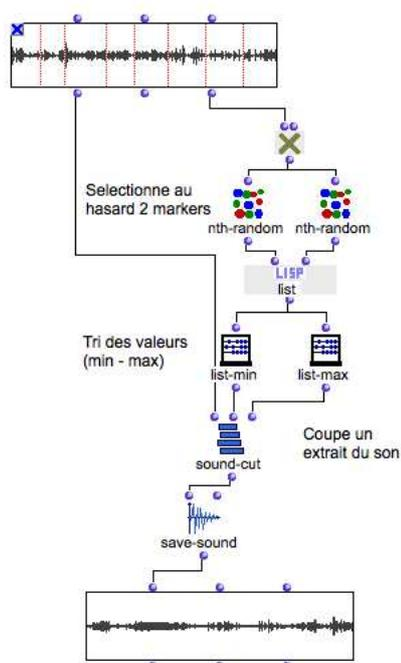 Selectionne au
hasard 2 markers
nth-random nth-random
LISP
list
Tri des valeurs
(min - max)
list-min list-max
Coupe un
extrait du son
sound-cut
save-sound